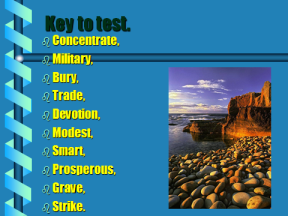 Key to test.
Concentrate,
Military,
Bury,
Trade,
Devotion,
Modest,
Smart,
Prosperous,
Grave,
Strike.